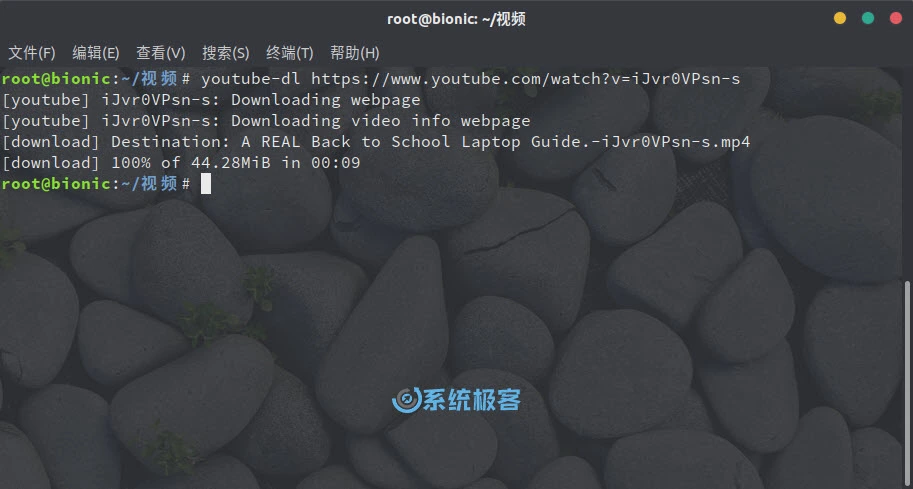 root@bionic: ~/视频
文件(F) 编辑(E) 查看(V) 搜索(S) 终端(T) 帮助(H)
root@bionic:~/视频# youtube-dl https://www.youtube.com/watch?v=iJvr0VPsn-s
[youtube] iJvr0VPsn-s: Downloading webpage
[youtube] iJvr0VPsn-s: Downloading video info webpage
[download] Destination: A REAL Back to School Laptop Guide.-iJvr0VPsn-s.mp4
[download] 100% of 44.28MiB in 00:09
root@bionic:~/视频#
系统极客